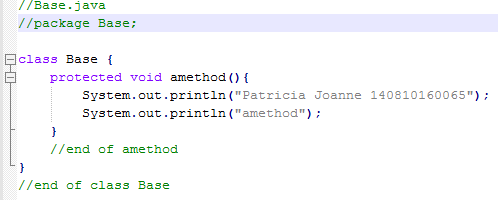 //Base.java
//package Base;
class Base {
protected void amethod(){
System.out.println("Patricia Joanne 140810160065");
System.out.println("amethod");
}
//end of amethod
}
//end of class Base